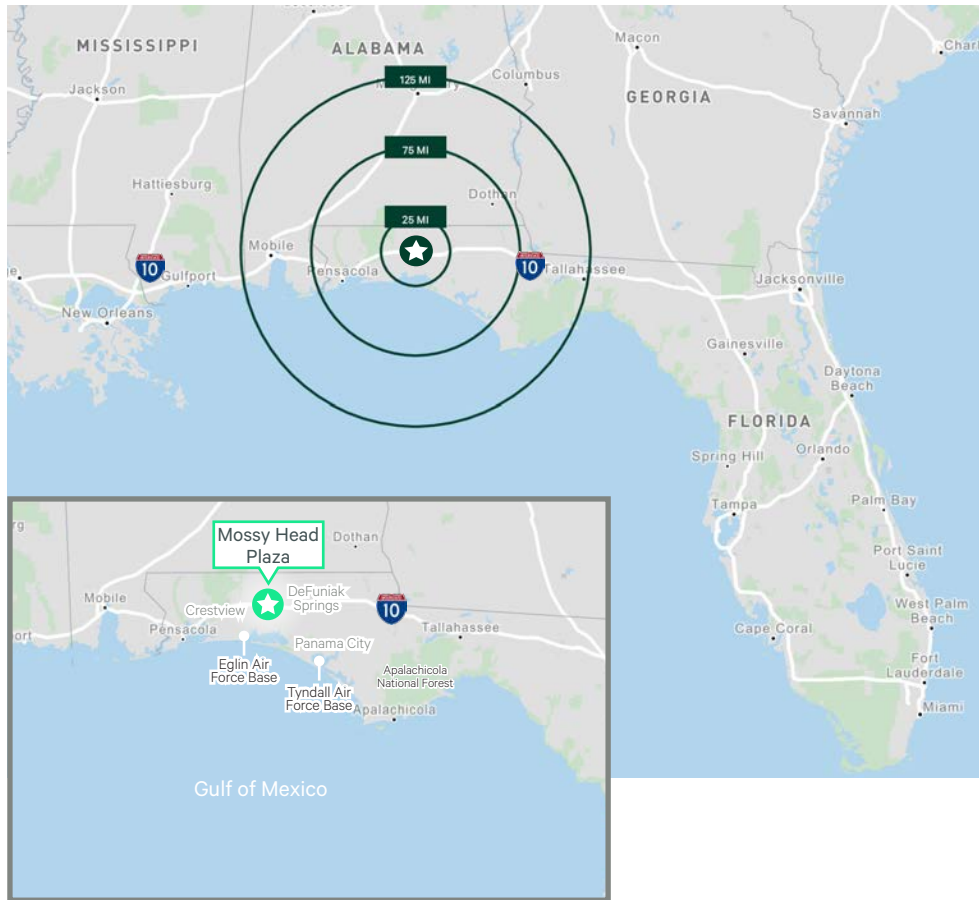 MISSISSIPPI
ALABAMA
Macon
Jackson
125 MI
Columbus
GEORGIA
Savannah
75 MI
Hattiesburg
Dothan
25 MI
Mobile
Pensacola
10
Gulfport
10
Tallahassee
Jacksonville
New Orleans
Gainesville
Daytona
Beach
FLORIDA
Spring Hill
Orlando
Tampa
Palm Bay
Port Saint
Lucie
West Palm
Beach
Cape Coral
Fort
Lauderdale
Miami
Mossy Head
Plaza
Dothan
Mobile
Crestview
DeFuniak
Springs
10
Pensacola
Tallahassee
Panama City
Eglin Air
Force Base
Apalachicola
National Forest
Tyndall Air
Force Base
Apalachicola
Gulf of Mexico